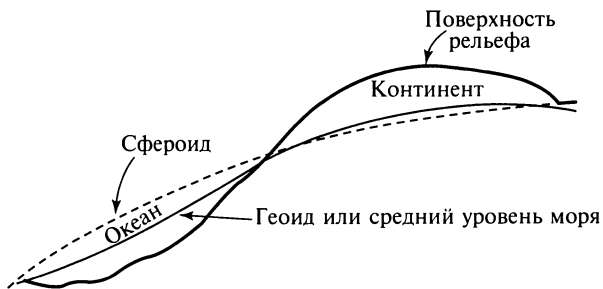 Поверхность
рельефа
Континент
Сфероид
Океан
Геоид или средний уровень моря